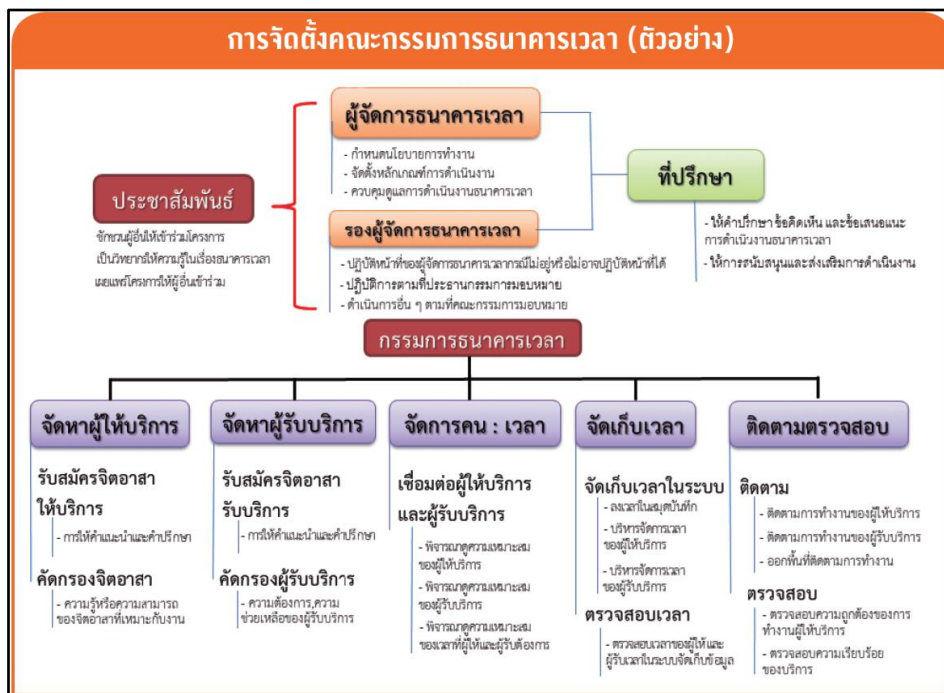 การจัดตั้งคณะกรรมการธนาคารเวลา (ตัวอย่าง)
ผู้จัดการธนาคารเวลา
- กำหนดนโยบายการทำงาน
- จัดตั้งหลักเกณฑ์การดำเนินงาน
- ควบคุมดูแลการดำเนินงานธนาคารเวลา
ประชาสัมพันธ์
ชักชวนผู้อื่นให้เข้าร่วมโครงการ
เป็นวิทยากรให้ความรู้ในเรื่องธนาคารเวลา
เผยแพร่โครงการให้ผู้อื่นเข้าร่วม
รองผู้จัดการธนาคารเวลา
- ปฏิบัติหน้าที่ของผู้จัดการธนาคารเวลากรณีไม่อยู่หรือไม่อาจปฏิบัติหน้าที่ได้
- ปฏิบัติการตามที่ประธานกรรมการมอบหมาย
- ดำเนินการอื่น ๆ ตามที่คณะกรรมการมอบหมาย
ที่ปรึกษา
- ให้คำปรึกษา ข้อคิดเห็น และข้อเสนอแนะ
การดำเนินงานธนาคารเวลา
- ให้การสนับสนุนและส่งเสริมการดำเนินงาน
กรรมการธนาคารเวลา
จัดหาผู้ให้บริการ
รับสมัครจิตอาสา
ให้บริการ
- การให้คำแนะนำและคำปรึกษา
คัดกรองจิตอาสา
- ความรู้หรือความสามารถ
ของจิตอาสาที่เหมาะกับงาน
จัดหาผู้รับบริการ
รับสมัครจิตอาสา
รับบริการ
- การให้คำแนะนำและคำปรึกษา
คัดกรองผู้รับบริการ
- ความต้องการ,ความ
ช่วยเหลือของผู้รับบริการ
จัดการคน : เวลา
เชื่อมต่อผู้ให้บริการ
และผู้รับบริการ
- พิจารณาดูความเหมาะสม
ของผู้ให้บริการ
- พิจารณาดูความเหมาะสม
ของผู้รับบริการ
- พิจารณาดูความเหมาะสม
ของเวลาที่ผู้ให้และผู้รับต้องการ
จัดเก็บเวลา
จัดเก็บเวลาในระบบ
- ลงเวลาในสมุดบันทึก
- บริหารจัดการเวลา
ของผู้ให้บริการ
- บริหารจัดการเวลา
ของผู้รับบริการ
ตรวจสอบเวลา
- ตรวจสอบเวลาของผู้ให้และ
ผู้รับเวลาในระบบจัดเก็บข้อมูล
ติดตามตรวจสอบ
ติดตาม
- ติดตามการทำงานของผู้ให้บริการ
- ติดตามการทำงานของผู้รับบริการ
- ออกพื้นที่ติดตามการทำงาน
ตรวจสอบ
- ตรวจสอบความถูกต้องของการ
ทำงานผู้ให้บริการ
- ตรวจสอบความเรียบร้อย
ของบริการ